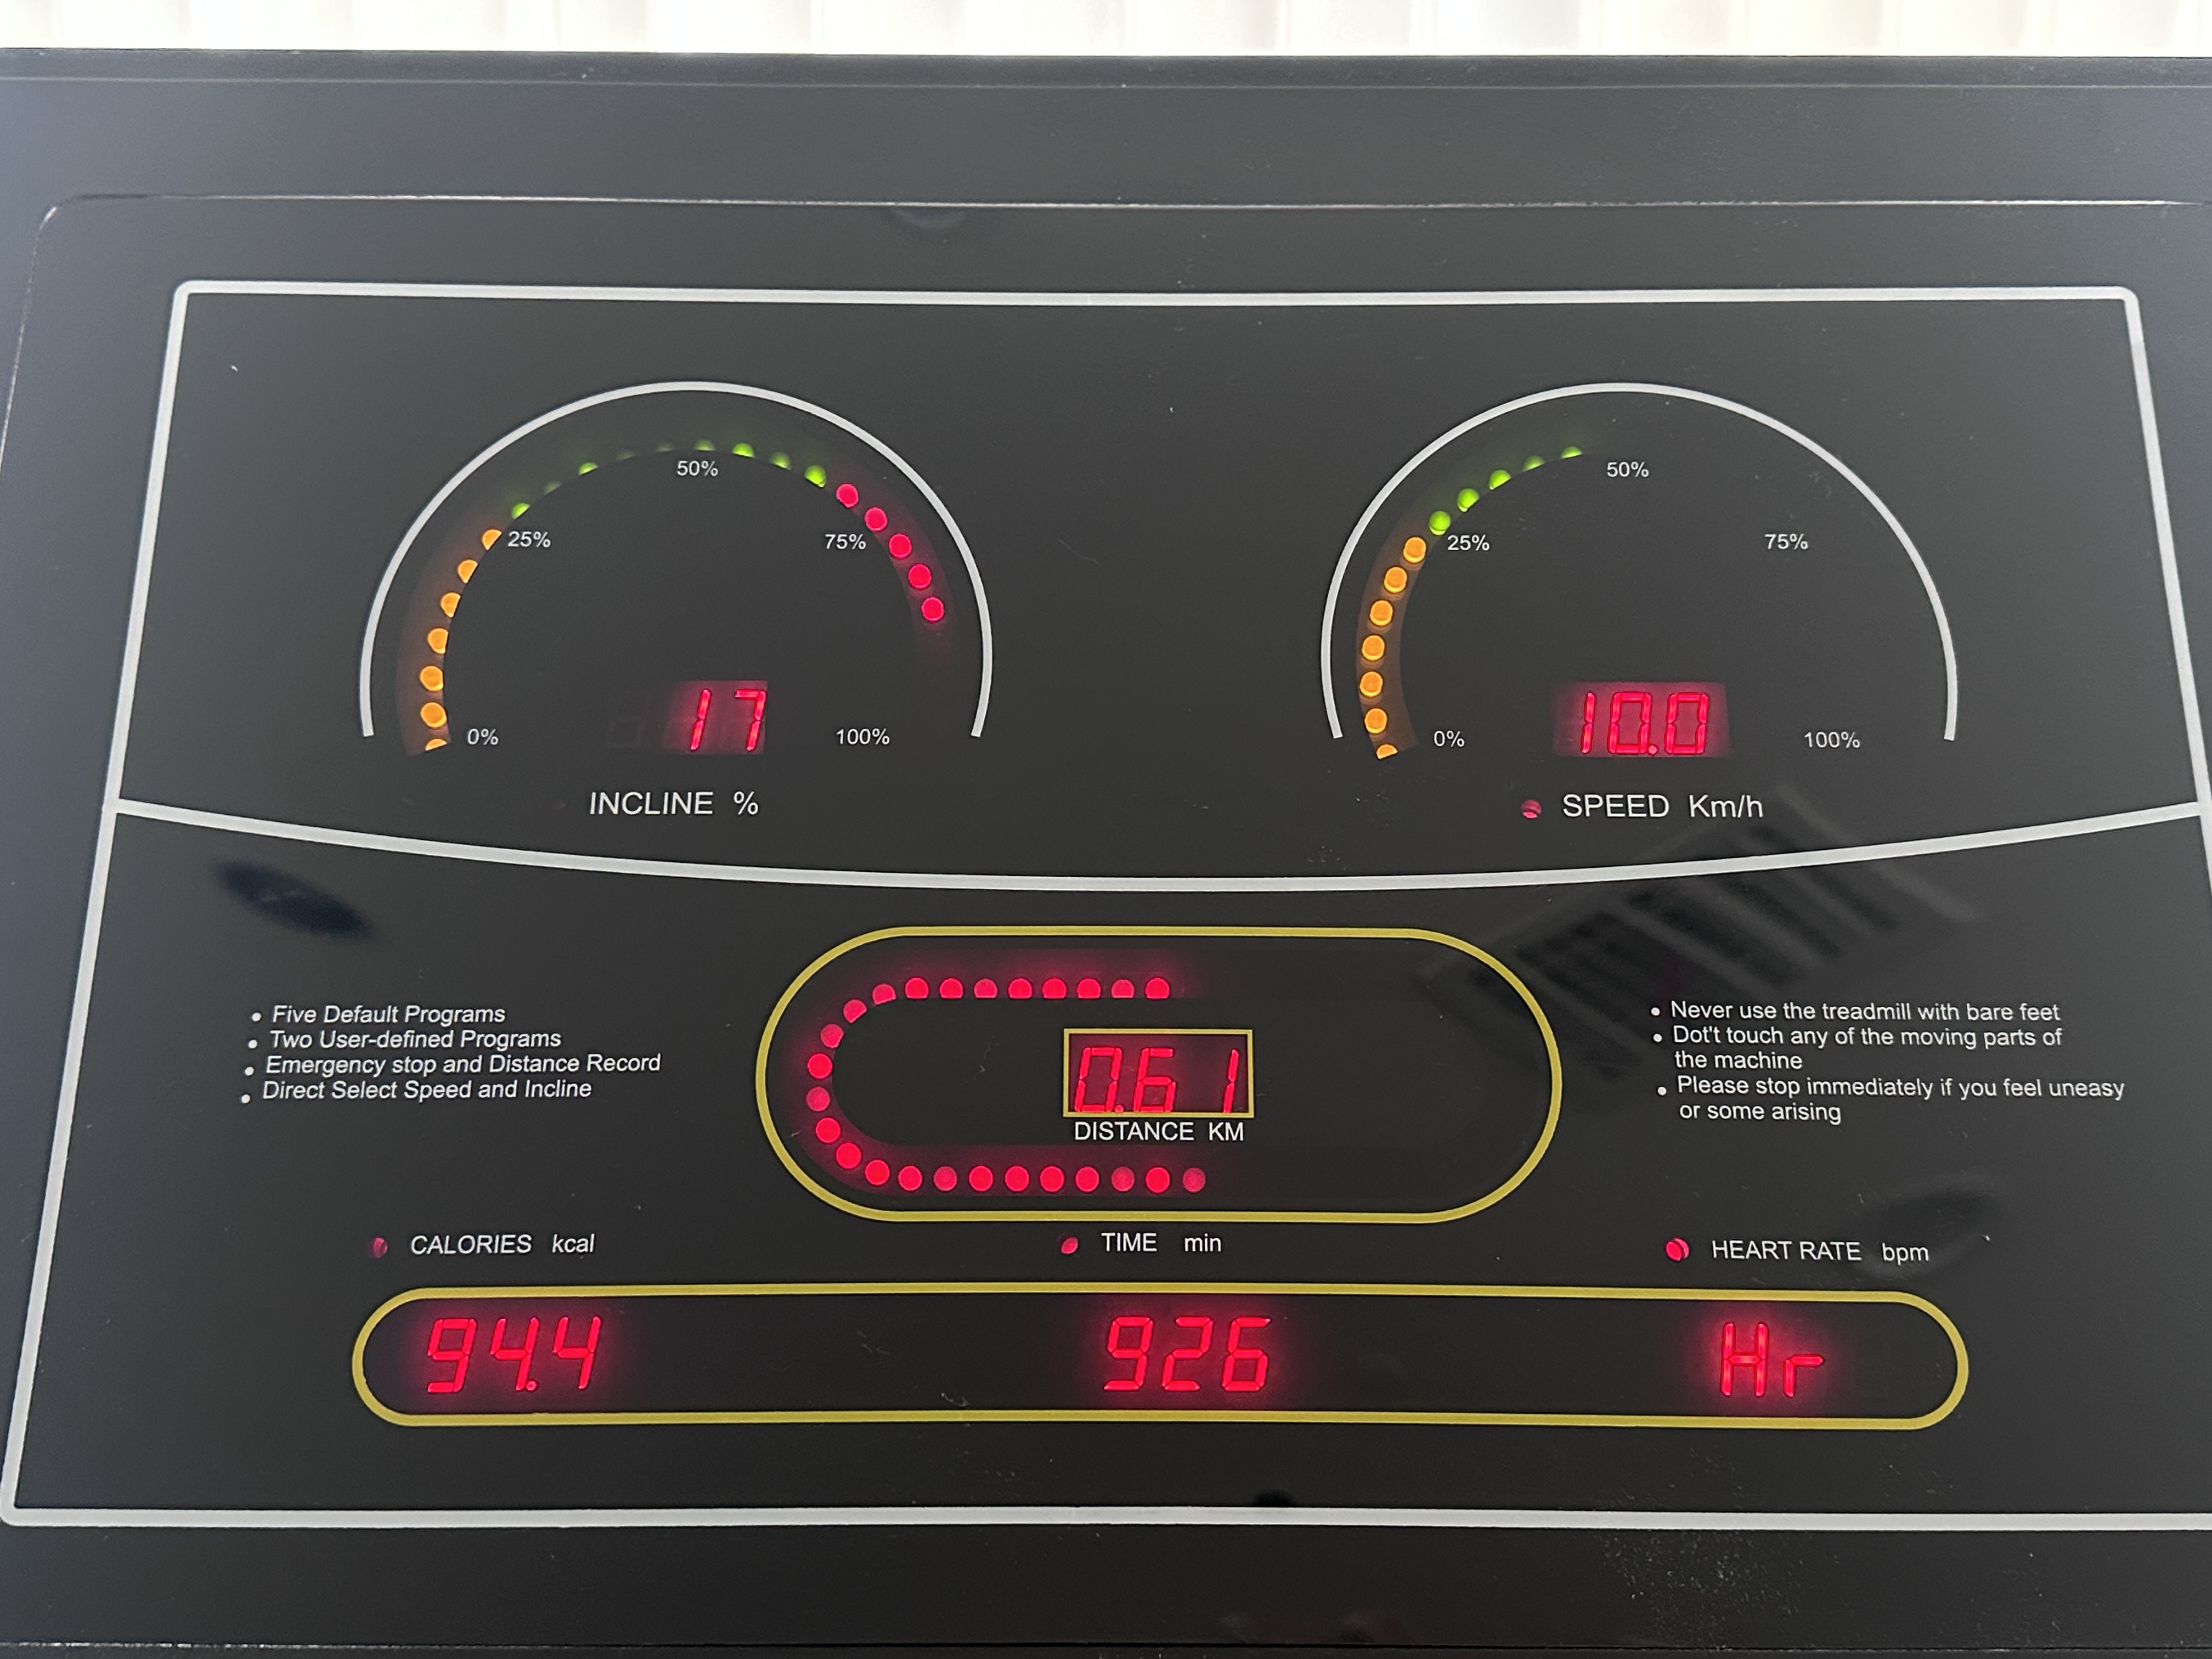 50% 50%
25% 75% 25% 75%
17 10.0
0% 100% 0% 100%
INCLINE % SPEED Km/h
• Five Default Programs
• Two User-defined Programs
• Emergency stop and Distance Record
• Direct Select Speed and Incline
0.61
DISTANCE KM
• Never use the treadmill with bare feet
• Dot't touch any of the moving parts of
the machine
• Please stop immediately if you feel uneasy
or some arising
CALORIES kcal TIME min HEART RATE bpm
94.4 926 Hr